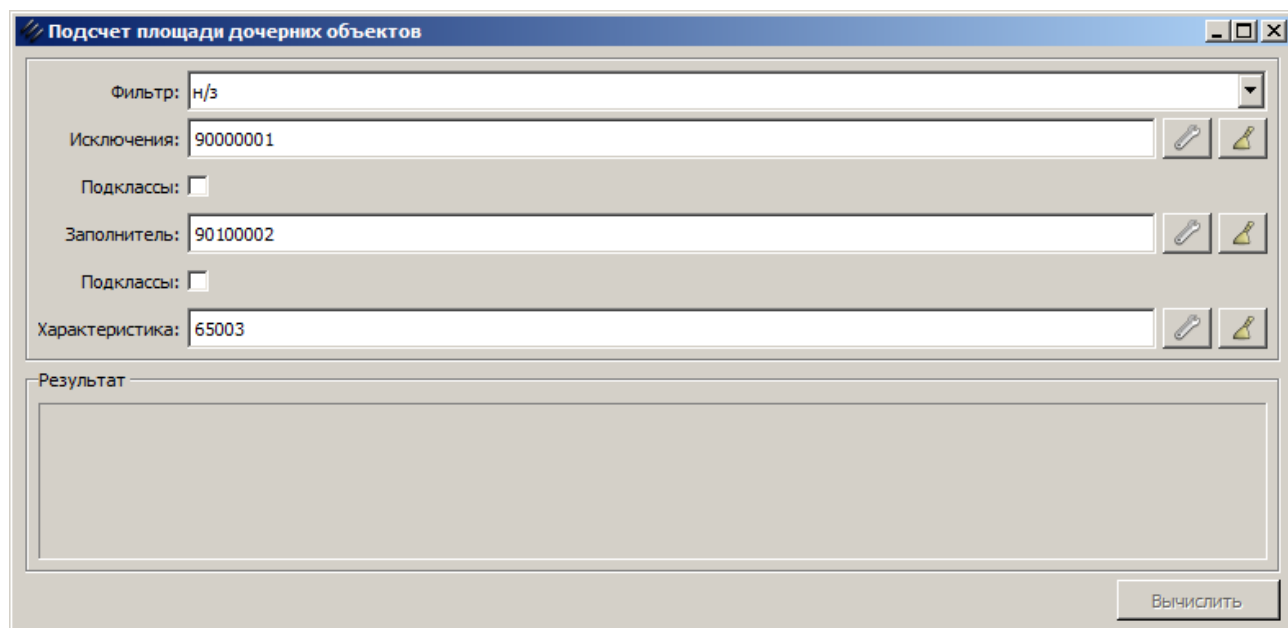 Подсчет площади дочерних объектов
Фильтр: н/з
Исключения: 90000001
Подклассы:
Заполнитель: 90100002
Подклассы:
Характеристика: 65003
Результат
Вычислить